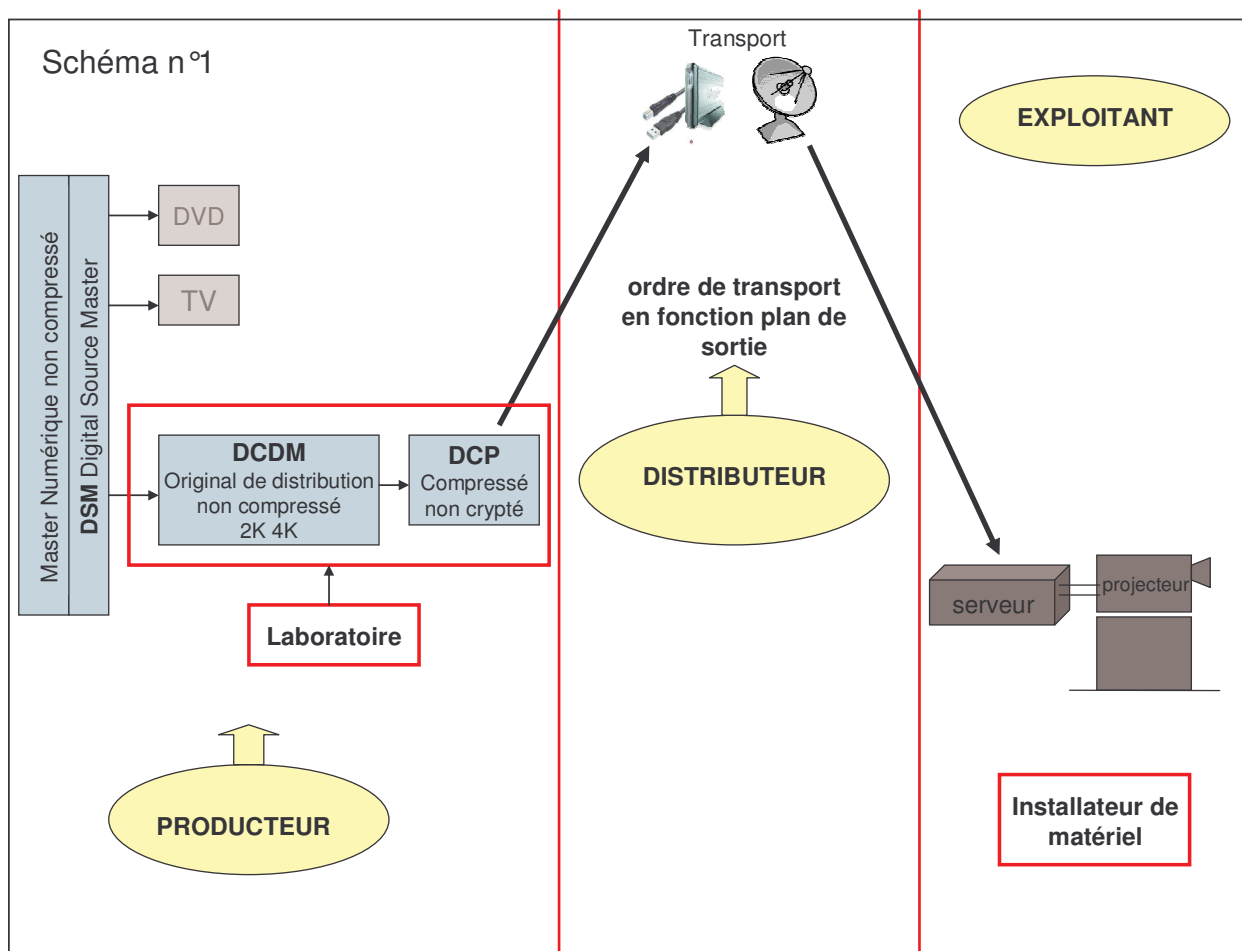 Schéma n°1
Master Numérique non compressé
DSM Digital Source Master
DVD
TV
DCDM
Original de distribution
non compressé
2K 4K
DCP
Compressé
non crypté
Laboratoire
PRODUCTEUR
Transport
ordre de transport
en fonction plan de
sortie
DISTRIBUTEUR
EXPLOITANT
serveur
projecteur
Installateur de
matériel